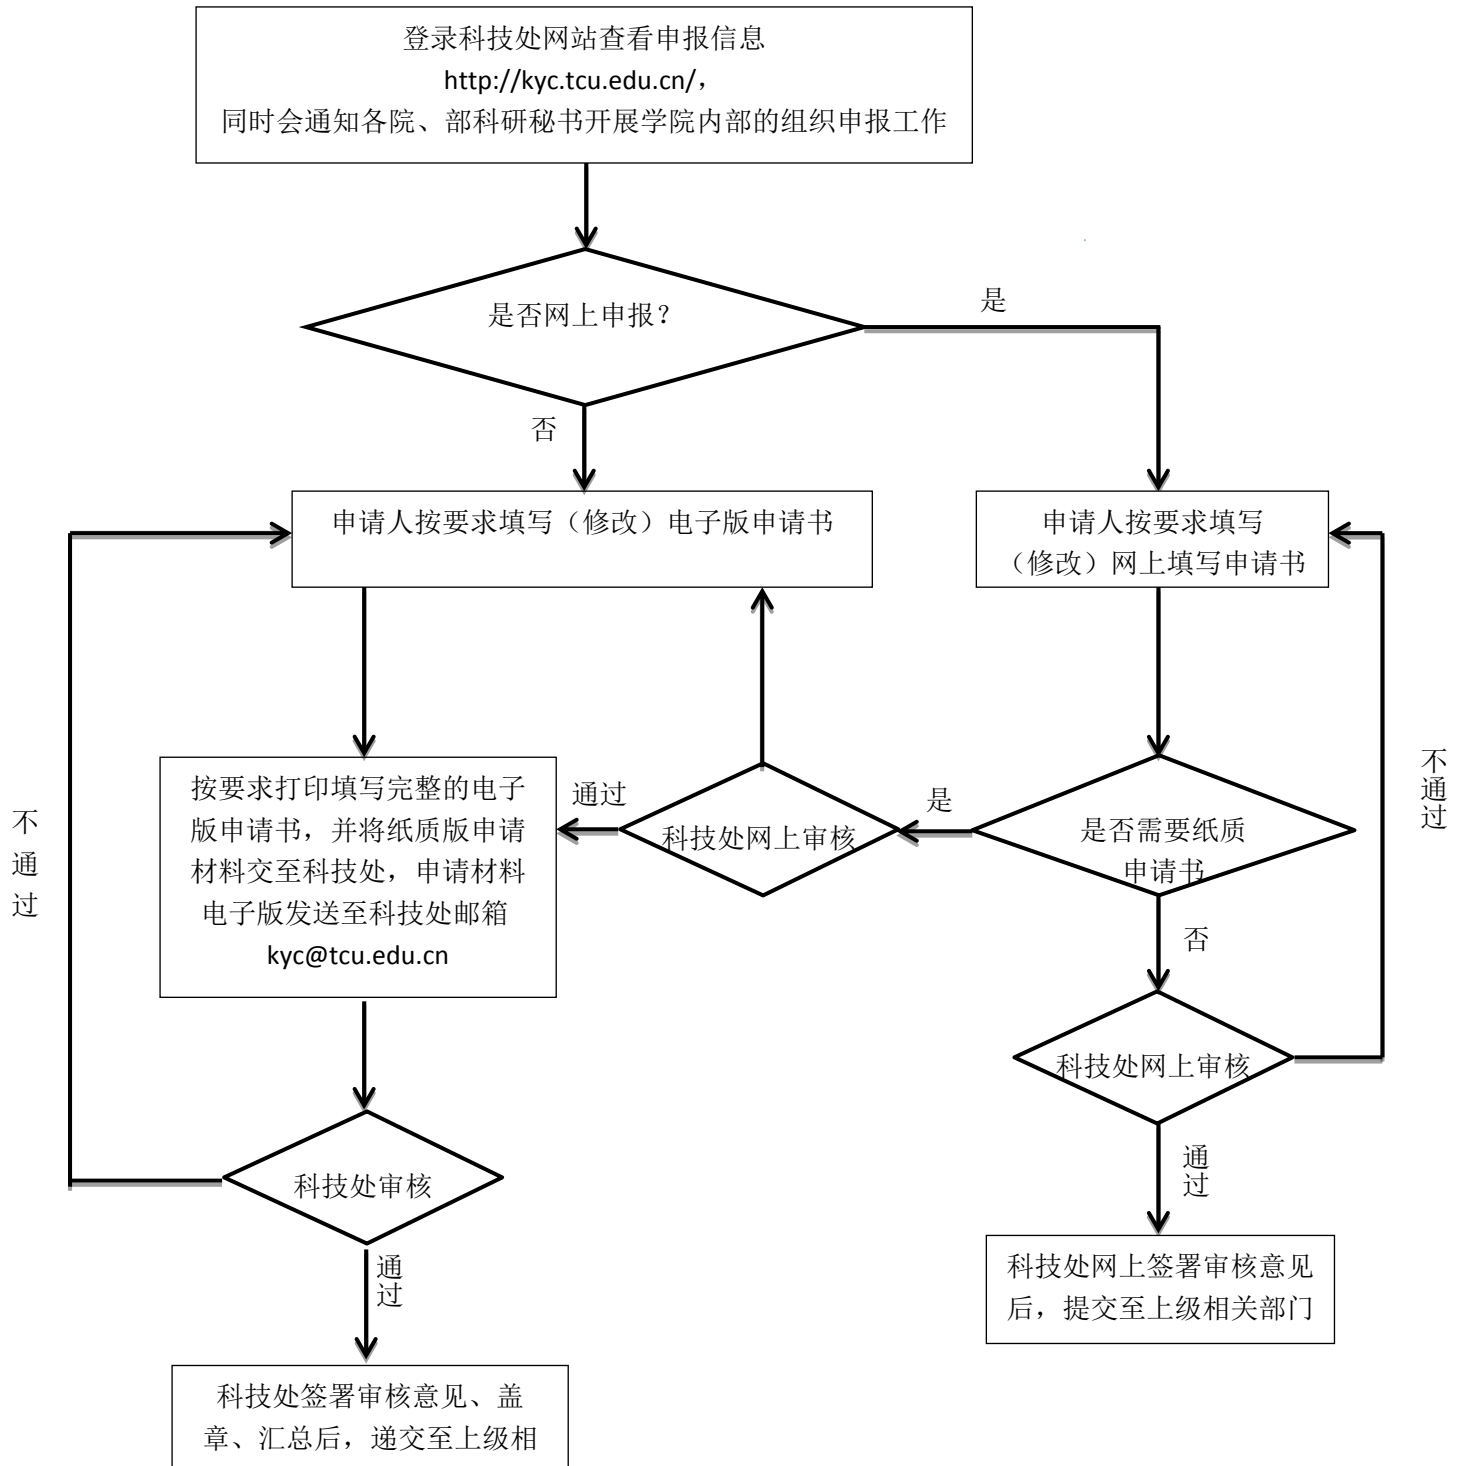 登录科技处网站查看申报信息
http://kyc.tcu.edu.cn/，
同时会通知各院、部科研秘书开展学院内部的组织申报工作
是否网上申报？
是
否
申请人按要求填写（修改）电子版申请书
申请人按要求填写
（修改）网上填写申请书
不通过
不通过
按要求打印填写完整的电子
版申请书，并将纸质版申请
材料交至科技处，申请材料
电子版发送至科技处邮箱
kyc@tcu.edu.cn
通过
科技处网上审核
是
是否需要纸质
申请书
否
科技处网上审核
通过
科技处审核
通过
科技处网上签署审核意见
后，提交至上级相关部门
科技处签署审核意见、盖
章、汇总后，递交至上级相